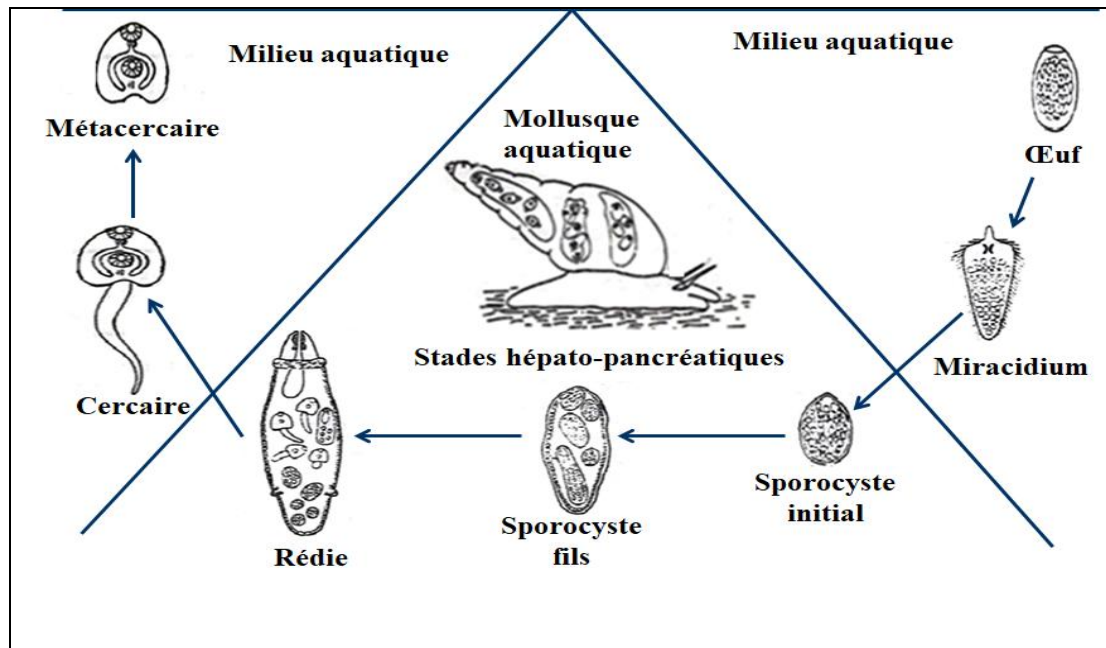 Milieu aquatique
Milieu aquatique
Métacercaire
Mollusque
aquatique
Œuf
Miracidium
Stades hépato-pancréatiques
Cercaire
Sporocyste
initial
Sporocyste
fils
Rédie